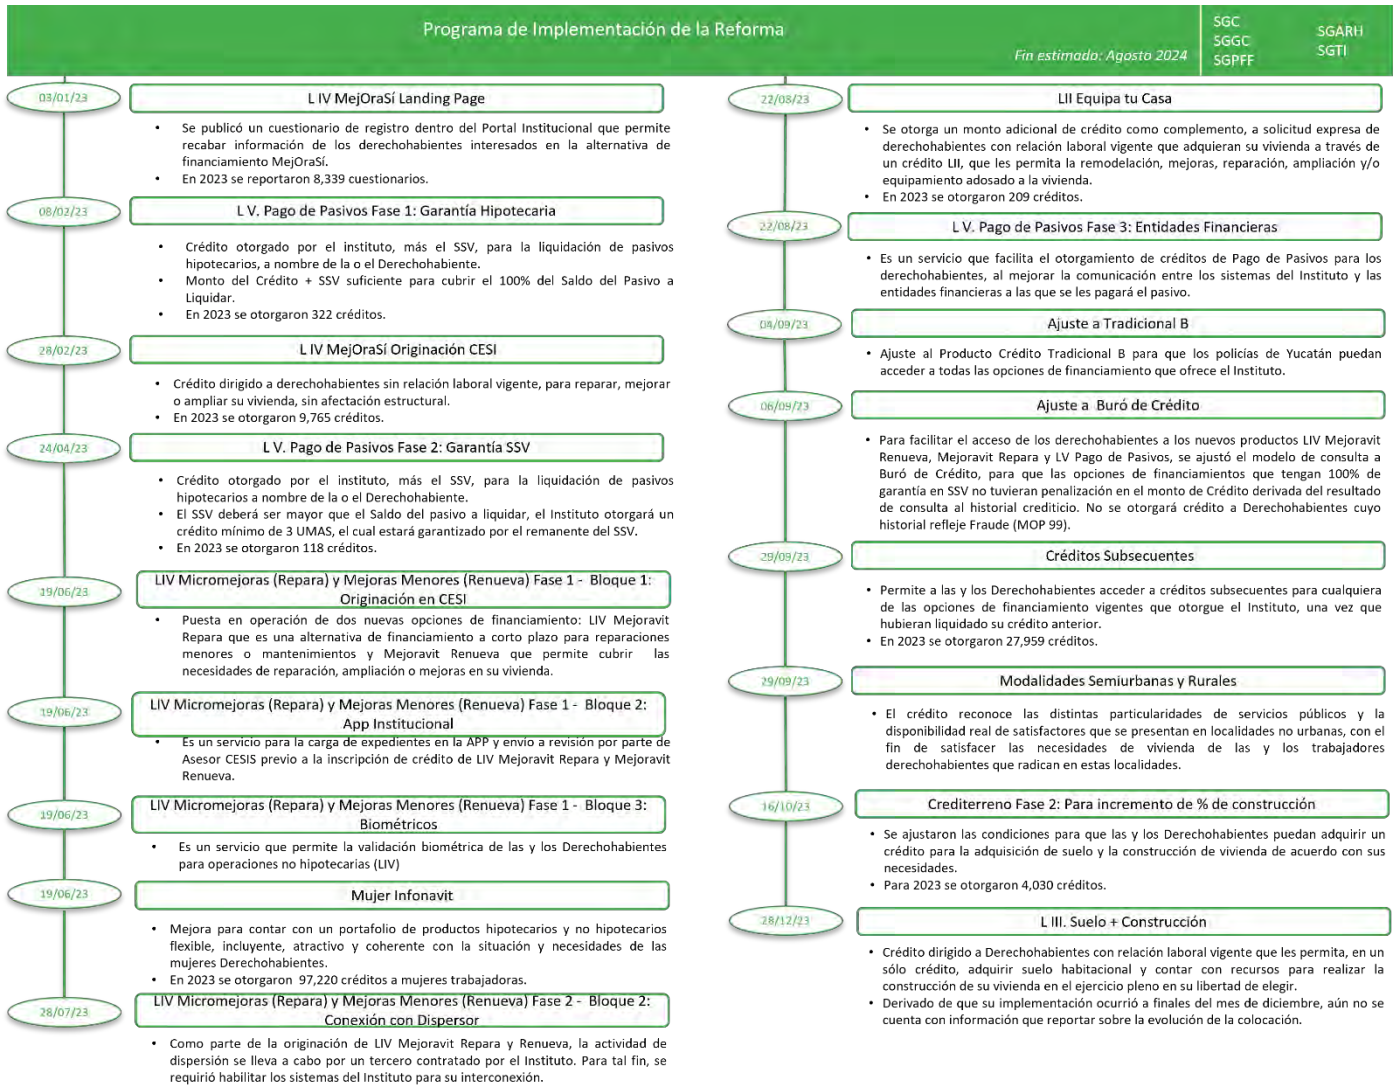 Programa de Implementación de la Reforma
Fin estimado: Agosto 2024
SGC
SGGC
SGPFF
SGARH
SGTI
03/01/23
L IV MejOraSí Landing Page
• Se publicó un cuestionario de registro dentro del Portal Institucional que permite
recabar información de los derechohabientes interesados en la alternativa de
financiamiento MejOraSí.
• En 2023 se reportaron 8,339 cuestionarios.
08/02/23
L V. Pago de Pasivos Fase 1: Garantía Hipotecaria
• Crédito otorgado por el instituto, más el SSV, para la liquidación de pasivos
hipotecarios, a nombre de la o el Derechohabiente.
• Monto del Crédito + SSV suficiente para cubrir el 100% del Saldo del Pasivo a
Liquidar.
• En 2023 se otorgaron 322 créditos.
28/02/23
L IV MejOraSí Originación CESI
• Crédito dirigido a derechohabientes sin relación laboral vigente, para reparar, mejorar
o ampliar su vivienda, sin afectación estructural.
• En 2023 se otorgaron 9,765 créditos.
24/04/23
L V. Pago de Pasivos Fase 2: Garantía SSV
• Crédito otorgado por el instituto, más el SSV, para la liquidación de pasivos
hipotecarios a nombre de la o el Derechohabiente.
• El SSV deberá ser mayor que el Saldo del pasivo a liquidar, el Instituto otorgará un
crédito mínimo de 3 UMAS, el cual estará garantizado por el remanente del SSV.
• En 2023 se otorgaron 118 créditos.
19/06/23
LIV Micromejoras (Repara) y Mejoras Menores (Renueva) Fase 1 - Bloque 1:
Originación en CESI
• Puesta en operación de dos nuevas opciones de financiamiento: LIV Mejoravit
Repara que es una alternativa de financiamiento a corto plazo para reparaciones
menores o mantenimientos y Mejoravit Renueva que permite cubrir las
necesidades de reparación, ampliación o mejoras en su vivienda.
19/06/23
LIV Micromejoras (Repara) y Mejoras Menores (Renueva) Fase 1 - Bloque 2:
App Institucional
• Es un servicio para la carga de expedientes en la APP y envío a revisión por parte de
Asesor CESIS previo a la inscripción de crédito de LIV Mejoravit Repara y Mejoravit
Renueva.
19/06/23
LIV Micromejoras (Repara) y Mejoras Menores (Renueva) Fase 1 - Bloque 3:
Biométricos
• Es un servicio que permite la validación biométrica de las y los Derechohabientes
para operaciones no hipotecarias (LIV)
19/06/23
Mujer Infonavit
• Mejora para contar con un portafolio de productos hipotecarios y no hipotecarios
flexible, incluyente, atractivo y coherente con la situación y necesidades de las
mujeres Derechohabientes.
• En 2023 se otorgaron 97,220 créditos a mujeres trabajadoras.
28/07/23
LIV Micromejoras (Repara) y Mejoras Menores (Renueva) Fase 2 - Bloque 2:
Conexión con Dispersor
• Como parte de la originación de LIV Mejoravit Repara y Renueva, la actividad de
dispersión se lleva a cabo por un tercero contratado por el Instituto. Para tal fin, se
requirió habilitar los sistemas del Instituto para su interconexión.
22/08/23
LII Equipa tu Casa
• Se otorga un monto adicional de crédito como complemento, a solicitud expresa de
derechohabientes con relación laboral vigente que adquieran su vivienda a través de
un crédito LII, que les permita la remodelación, mejoras, reparación, ampliación y/o
equipamiento adosado a la vivienda.
• En 2023 se otorgaron 209 créditos.
22/08/23
L V. Pago de Pasivos Fase 3: Entidades Financieras
• Es un servicio que facilita el otorgamiento de créditos de Pago de Pasivos para los
derechohabientes, al mejorar la comunicación entre los sistemas del Instituto y las
entidades financieras a las que se les pagará el pasivo.
04/09/23
Ajuste a Tradicional B
• Ajuste al Producto Crédito Tradicional B para que los policías de Yucatán puedan
acceder a todas las opciones de financiamiento que ofrece el Instituto.
06/09/23
Ajuste a Buró de Crédito
• Para facilitar el acceso de los derechohabientes a los nuevos productos LIV Mejoravit
Renueva, Mejoravit Repara y LV Pago de Pasivos, se ajustó el modelo de consulta a
Buró de Crédito, para que las opciones de financiamientos que tengan 100% de
garantía en SSV no tuvieran penalización en el monto de Crédito derivada del resultado
de consulta al historial crediticio. No se otorgará crédito a Derechohabientes cuyo
historial refleje Fraude (MOP 99).
29/09/23
Créditos Subsecuentes
• Permite a las y los Derechohabientes acceder a créditos subsecuentes para cualquiera
de las opciones de financiamiento vigentes que otorgue el Instituto, una vez que
hubieran liquidado su crédito anterior.
• En 2023 se otorgaron 27,959 créditos.
29/09/23
Modalidades Semiurbanas y Rurales
• El crédito reconoce las distintas particularidades de servicios públicos y la
disponibilidad real de satisfactores que se presentan en localidades no urbanas, con el
fin de satisfacer las necesidades de vivienda de las y los trabajadores
derechohabientes que radican en estas localidades.
16/10/23
Crediterreno Fase 2: Para incremento de % de construcción
• Se ajustaron las condiciones para que las y los Derechohabientes puedan adquirir un
crédito para la adquisición de suelo y la construcción de vivienda de acuerdo con sus
necesidades.
• Para 2023 se otorgaron 4,030 créditos.
28/12/23
L III. Suelo + Construcción
• Crédito dirigido a Derechohabientes con relación laboral vigente que les permita, en un
sólo crédito, adquirir suelo habitacional y contar con recursos para realizar la
construcción de su vivienda en el ejercicio pleno en su libertad de elegir.
• Derivado de que su implementación ocurrió a finales del mes de diciembre, aún no se
cuenta con información que reportar sobre la evolución de la colocación.